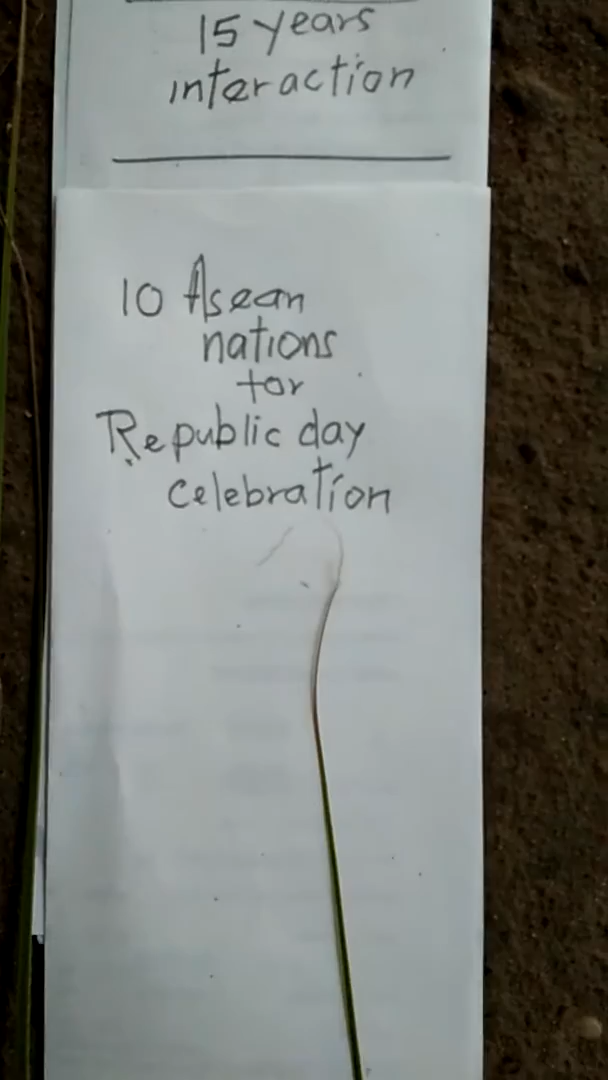 15 years
interaction
10 Asean
nations
for
Republic day
celebration